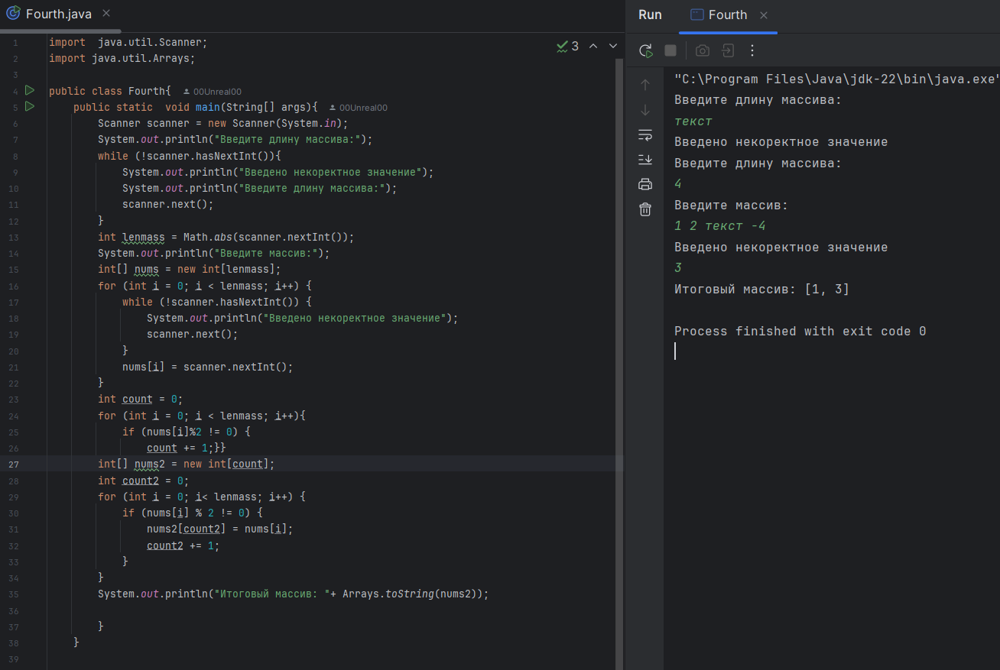 Fourth.java
import  java.util.Scanner;
import java.util.Arrays;
public class Fourth{  00Unreal00
public static  void main(String[] args){  00Unreal00
Scanner scanner = new Scanner(System.in);
System.out.println("Введите длину массива:");
while (!scanner.hasNextInt()){
System.out.println("Введено некоректное значение");
System.out.println("Введите длину массива:");
scanner.next();
}
int lenmass = Math.abs(scanner.nextInt());
System.out.println("Введите массив:");
int[] nums = new int[lenmass];
for (int i = 0; i < lenmass; i++) {
while (!scanner.hasNextInt()) {
System.out.println("Введено некоректное значение");
scanner.next();
}
nums[i] = scanner.nextInt();
}
int count = 0;
for (int i = 0; i < lenmass; i++){
if (nums[i]%2 != 0) {
count += 1;}}
int[] nums2 = new int[count];
int count2 = 0;
for (int i = 0; i< lenmass; i++) {
if (nums[i] % 2 != 0) {
nums2[count2] = nums[i];
count2 += 1;
}
}
System.out.println("Итоговый массив: "+ Arrays.toString(nums2));
}
}
1
2
3
4
5
6
7
8
9
10
11
12
13
14
15
16
17
18
19
20
21
22
23
24
25
26
27
28
29
30
31
32
33
34
35
36
37
38
39
3
Run
Fourth
"C:\Program Files\Java\jdk-22\bin\java.exe"
Введите длину массива:
текст
Введено некоректное значение
Введите длину массива:
4
Введите массив:
1 2 текст -4
Введено некоректное значение
3
Итоговый массив: [1, 3]
Process finished with exit code 0